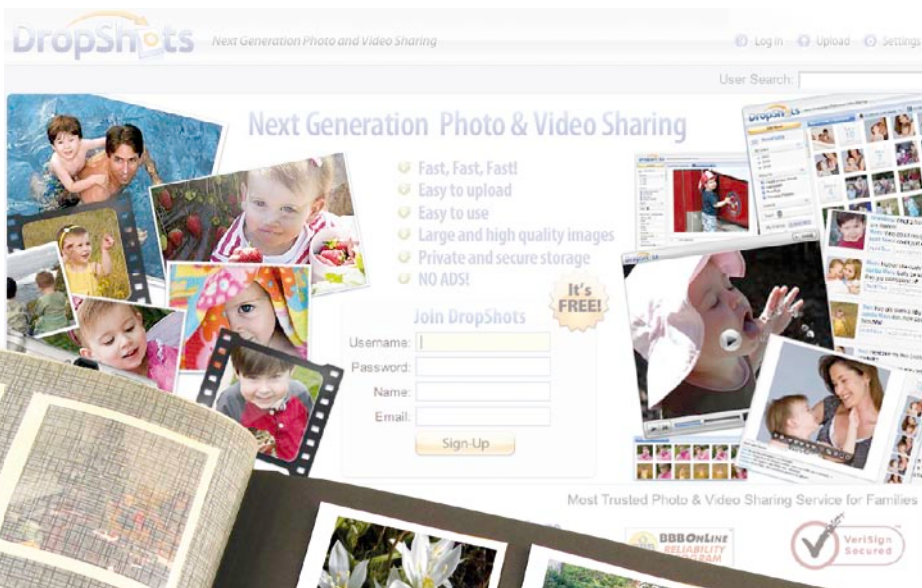 DropShots
Next Generation Photo and Video Sharing
Log In
Upload
Settings
User Search:
Next Generation Photo & Video Sharing
Fast, Fast, Fast!
Easy to upload
Easy to use
Large and high quality images
Private and secure storage
NO ADS!
It's
FREE!
Join DropShots
Username:
Password:
Name:
Email:
Sign-Up
Most Trusted Photo & Video Sharing Service for Families
BBBONLINE
RELIABILITY
VeriSign
Secured